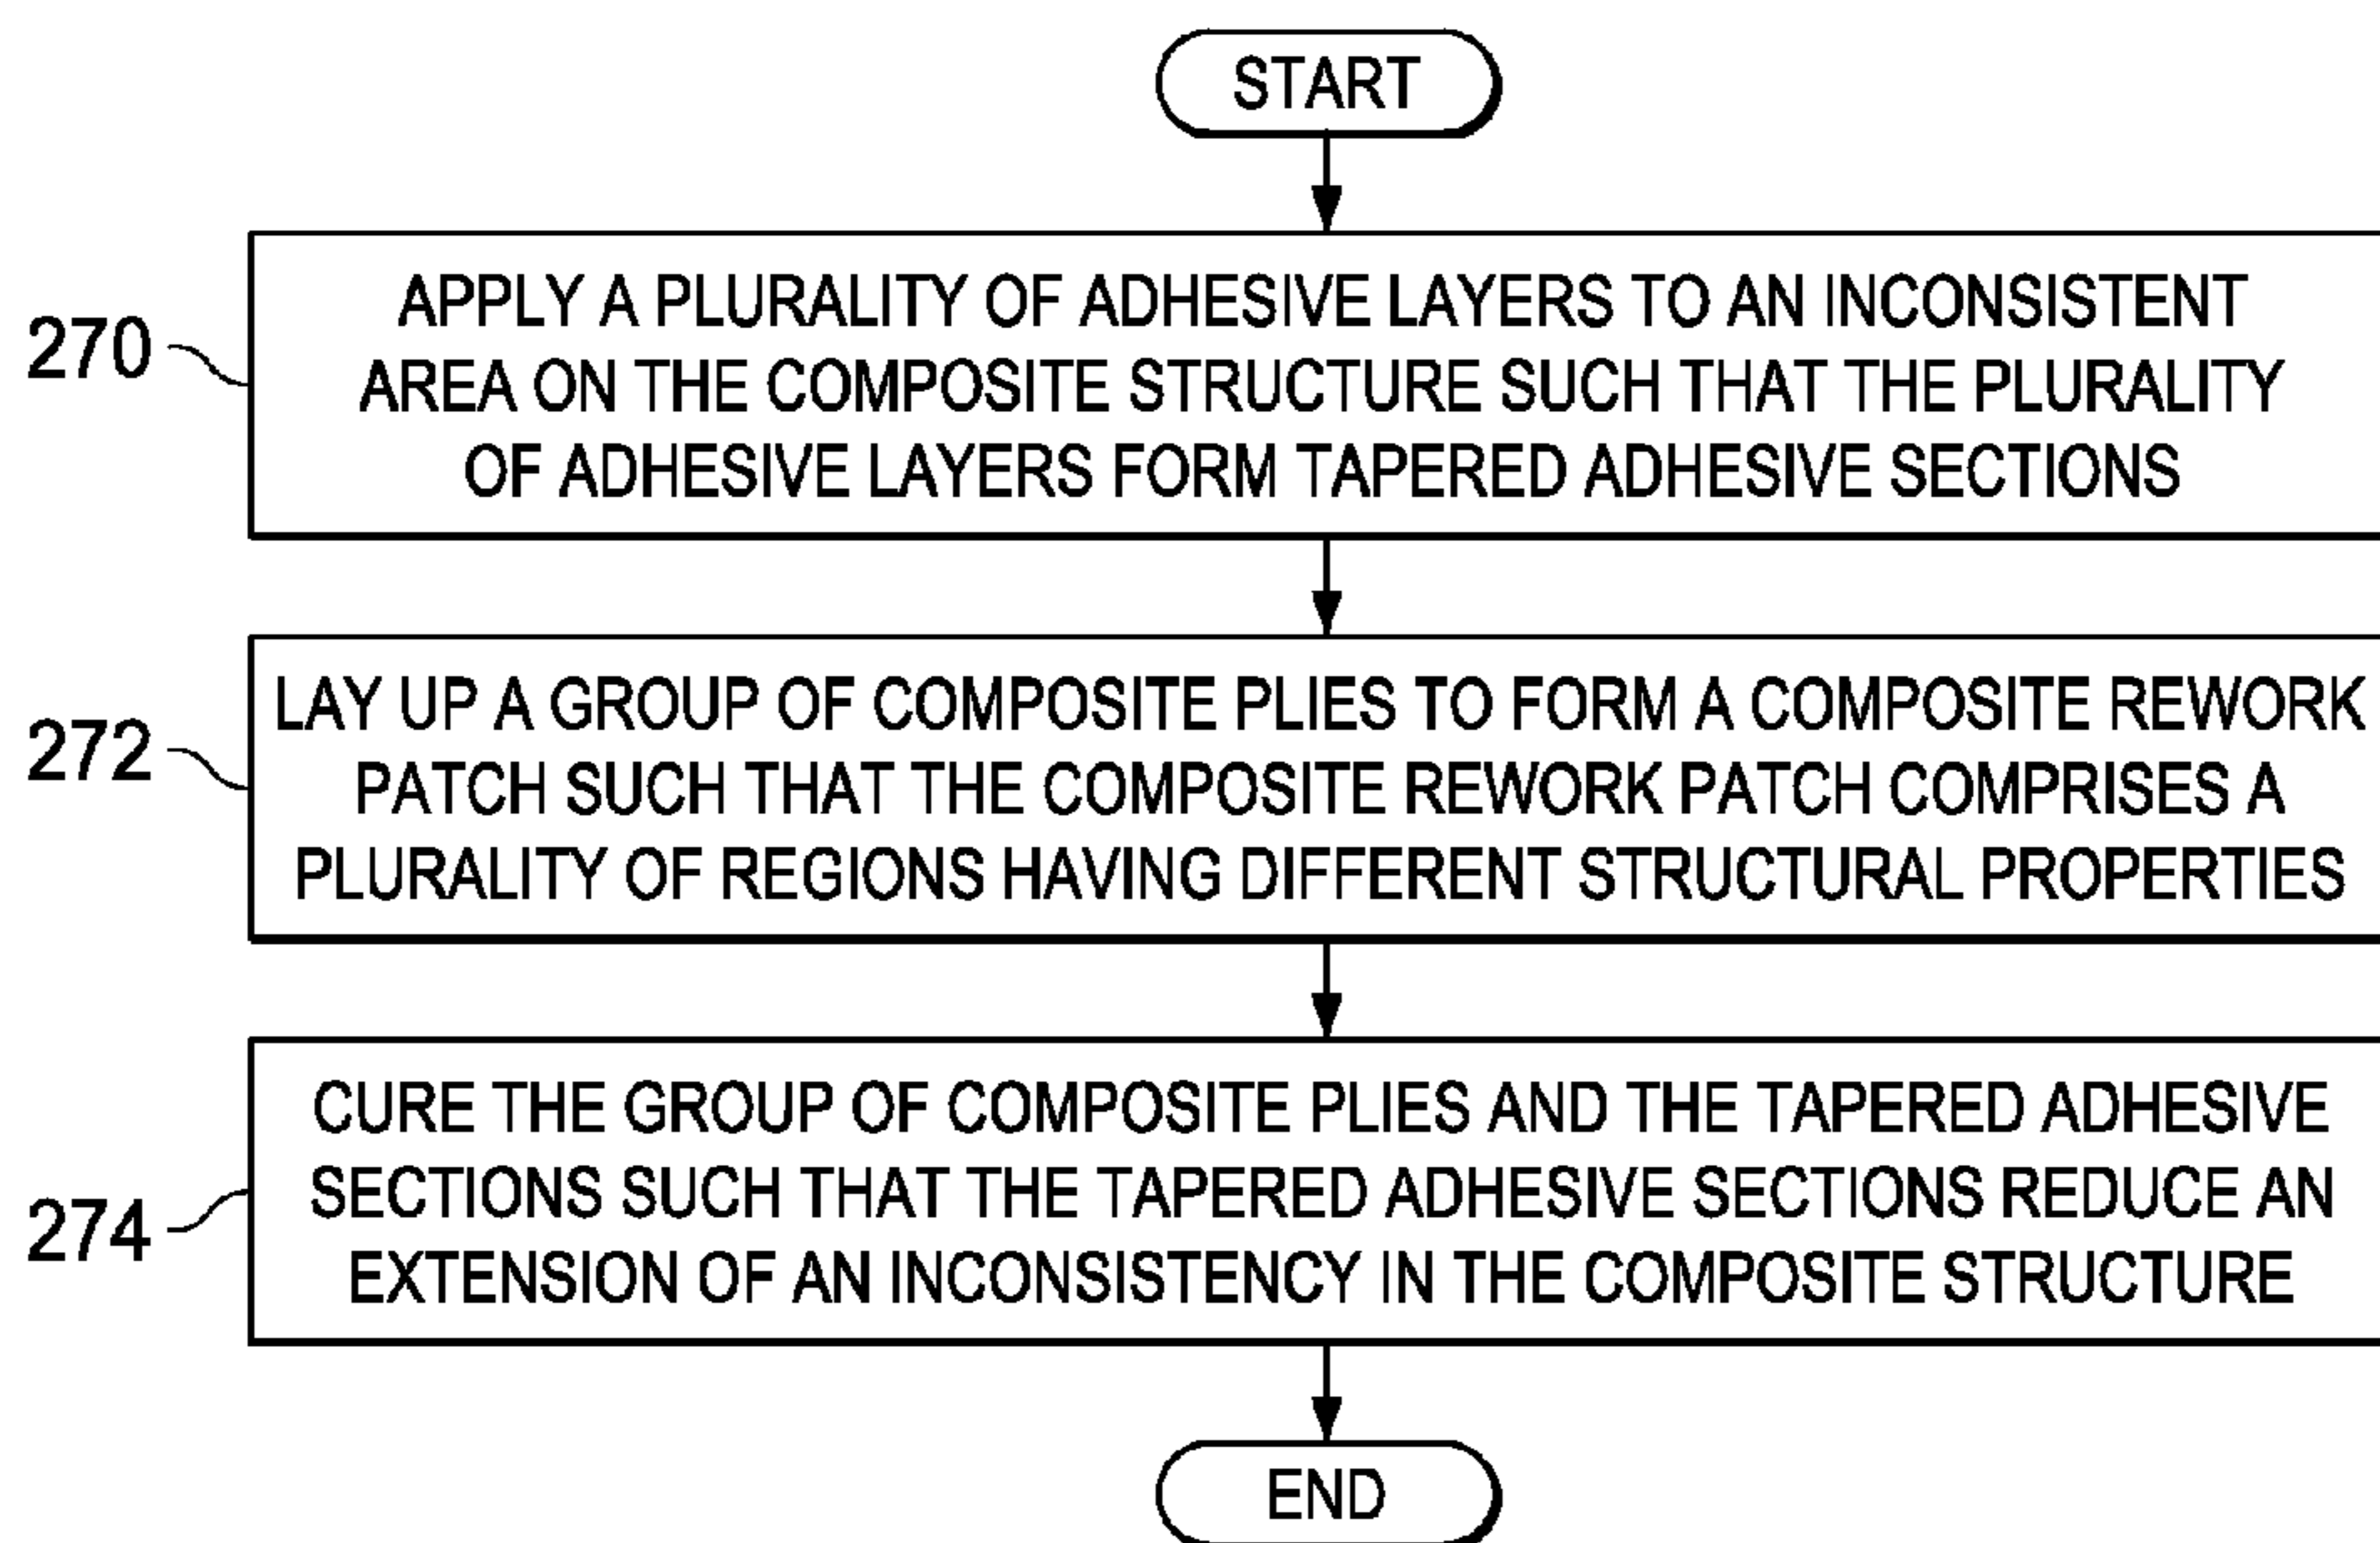 START
270
APPLY A PLURALITY OF ADHESIVE LAYERS TO AN INCONSISTENT
AREA ON THE COMPOSITE STRUCTURE SUCH THAT THE PLURALITY
OF ADHESIVE LAYERS FORM TAPERED ADHESIVE SECTIONS
272
LAY UP A GROUP OF COMPOSITE PLIES TO FORM A COMPOSITE REWORK
PATCH SUCH THAT THE COMPOSITE REWORK PATCH COMPRISES A
PLURALITY OF REGIONS HAVING DIFFERENT STRUCTURAL PROPERTIES
274
CURE THE GROUP OF COMPOSITE PLIES AND THE TAPERED ADHESIVE
SECTIONS SUCH THAT THE TAPERED ADHESIVE SECTIONS REDUCE AN
EXTENSION OF AN INCONSISTENCY IN THE COMPOSITE STRUCTURE
END